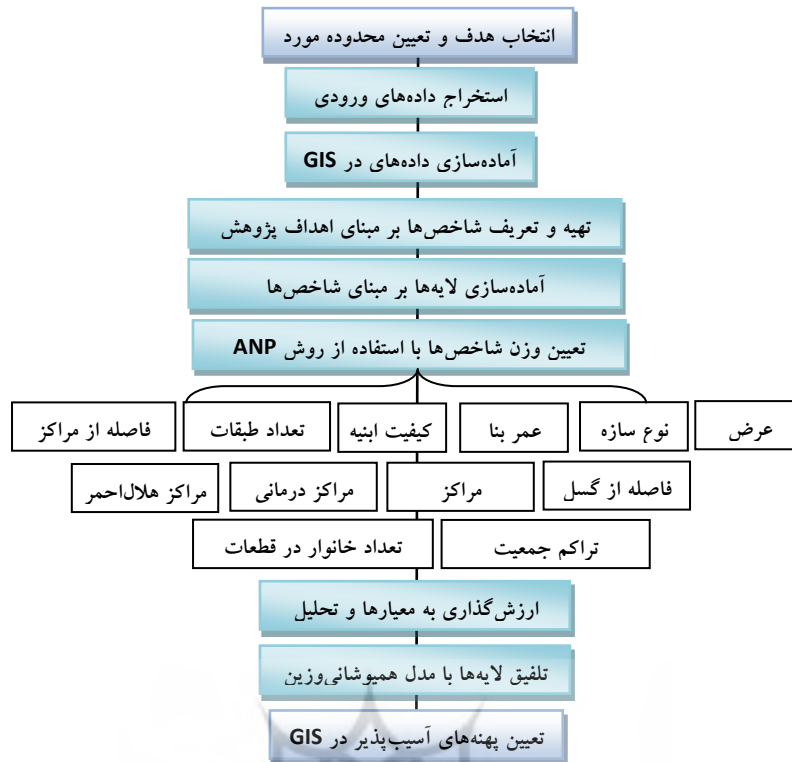 انتخاب هدف و تعیین محدوده مورد
استخراج داده‌های ورودی
آماده‌سازی داده‌های در GIS
تهیه و تعریف شاخص‌ها بر مبنای اهداف پژوهش
آماده‌سازی لایه‌ها بر مبنای شاخص‌ها
تعیین وزن شاخص‌ها با استفاده از روش ANP
عرض
نوع سازه
عمر بنا
کیفیت ابنیه
تعداد طبقات
فاصله از مراکز
فاصله از گسل
مراکز
مراکز درمانی
مراکز هلال‌احمر
تراکم جمعیت
تعداد خانوار در قطعات
ارزش‌گذاری به معیارها و تحلیل
تلفیق لایه‌ها با مدل همپوشانی‌وزین
تعیین پهنه‌های آسیب‌پذیر در GIS